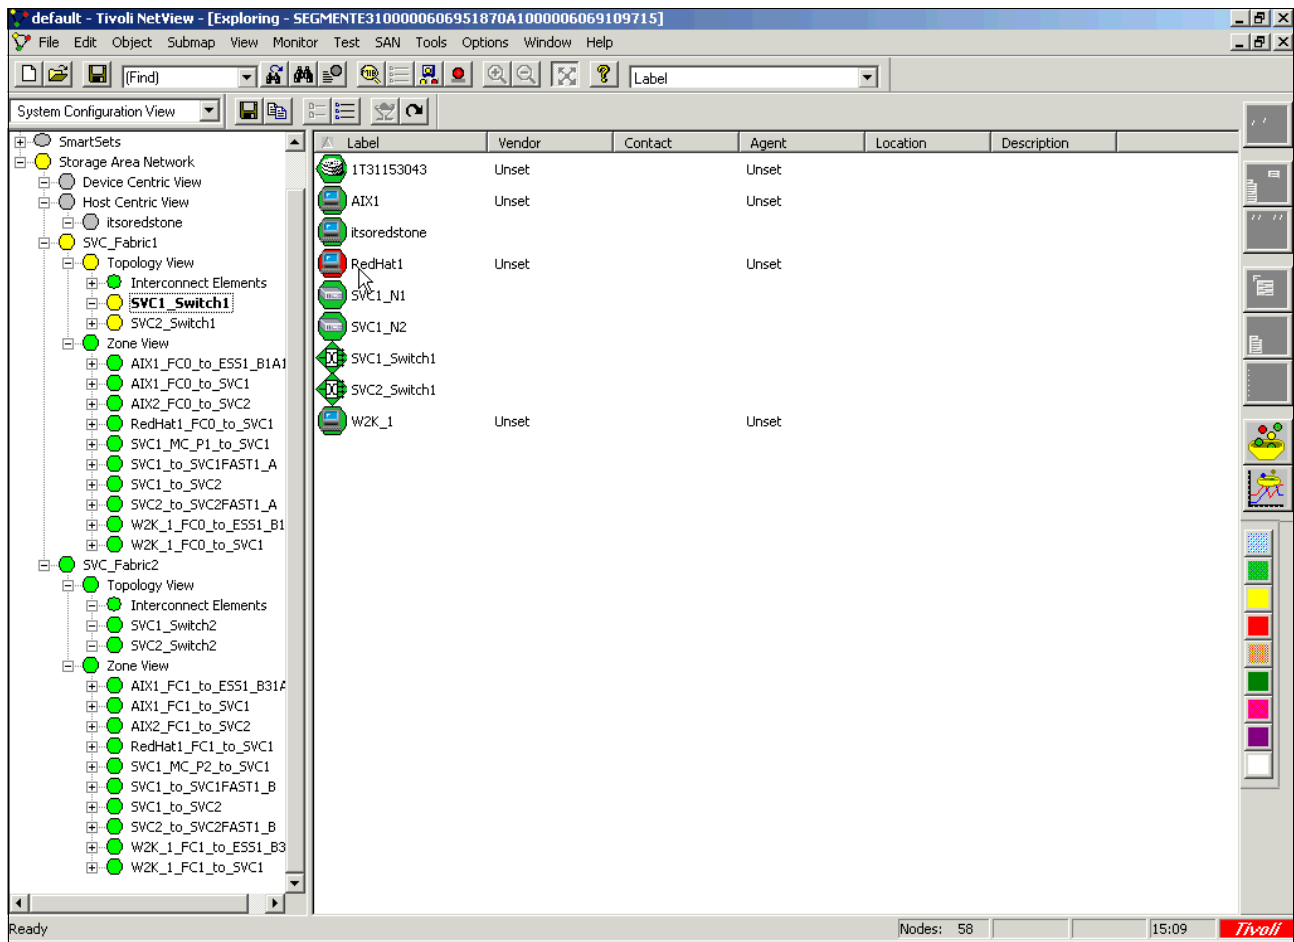 default - Tivoli NetView - [Exploring - SEGMENTE3100000606951870A1000006069109715]
File Edit Object Submap View Monitor Test SAN Tools Options Window Help
(Find) Label
System Configuration View
Label Vendor Contact Agent Location Description
SmartSets
Storage Area Network
Device Centric View
Host Centric View
itsoredstone
SVC_Fabric1
Topology View
Interconnect Elements
SVC1_Switch1
SVC2_Switch1
Zone View
AIX1_FC0_to_ESS1_B1A1
AIX1_FC0_to_SVC1
AIX2_FC0_to_SVC2
RedHat1_FC0_to_SVC1
SVC1_MC_P1_to_SVC1
SVC1_to_SVC1FAST1_A
SVC1_to_SVC2
SVC2_to_SVC2FAST1_A
W2K_1_FC0_to_ESS1_B1
W2K_1_FC0_to_SVC1
SVC_Fabric2
Topology View
Interconnect Elements
SVC1_Switch2
SVC2_Switch2
Zone View
AIX1_FC1_to_ESS1_B31A
AIX1_FC1_to_SVC1
AIX2_FC1_to_SVC2
RedHat1_FC1_to_SVC1
SVC1_MC_P2_to_SVC1
SVC1_to_SVC1FAST1_B
SVC1_to_SVC2
SVC2_to_SVC2FAST1_B
W2K_1_FC1_to_ESS1_B3
W2K_1_FC1_to_SVC1
1T31153043 Unset Unset
AIX1 Unset Unset
itsoredstone
RedHat1 Unset Unset
SVC1_N1
SVC1_N2
SVC1_Switch1
SVC2_Switch1
W2K_1 Unset Unset
Ready Nodes: 58 15:09 Tivoli